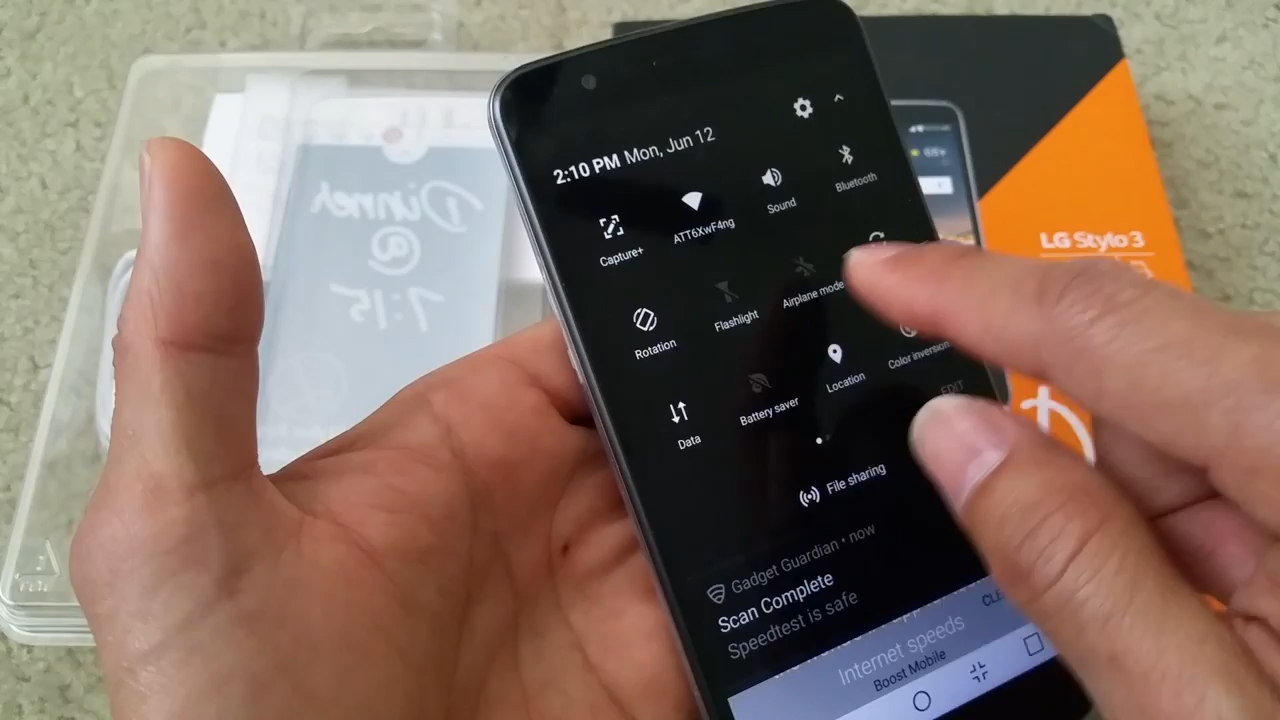 2:10 PM Mon, Jun 12
Capture+
ATT6XwF4ng
Sound
Bluetooth
Rotation
Flashlight
Airplane mode
Data
Battery saver
Location
Color inversion
EDIT
File sharing
Gadget Guardian • now
Scan Complete
Speedtest is safe
CLE
Internet speeds
Boost Mobile
LG Stylo 3
Dinner
@
7:15